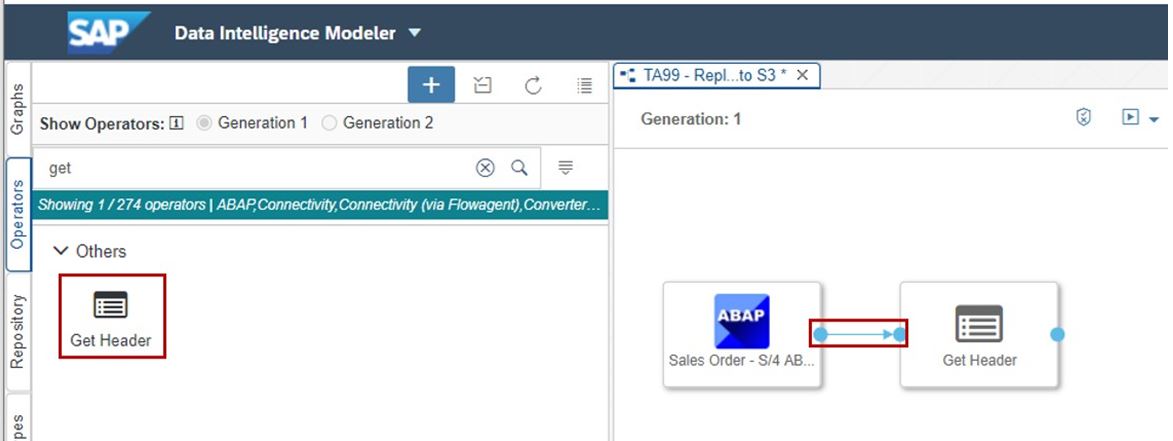 SAP Data Intelligence Modeler
Graphs
Operators
Repository
pes
Show Operators: Generation 1 Generation 2
get
Showing 1 / 274 operators | ABAP,Connectivity,Connectivity (via Flowagent),Converter…
Others
Get Header
TA99 - Repl...to S3 *
Generation: 1
ABAP
Sales Order - S/4 AB...
Get Header